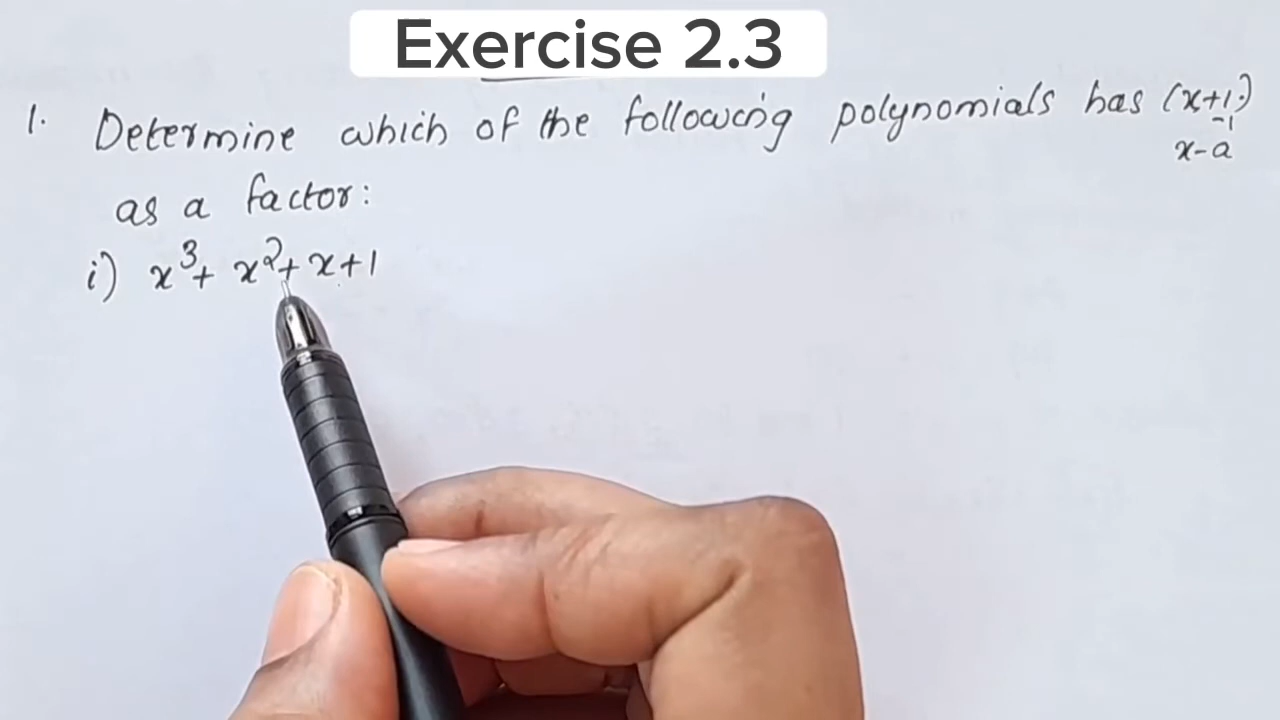 Exercise 2.3
1. Determine which of the following polynomials has (x+1)
-1
x-a
as a factor:
i) x³+ x²+ x+1